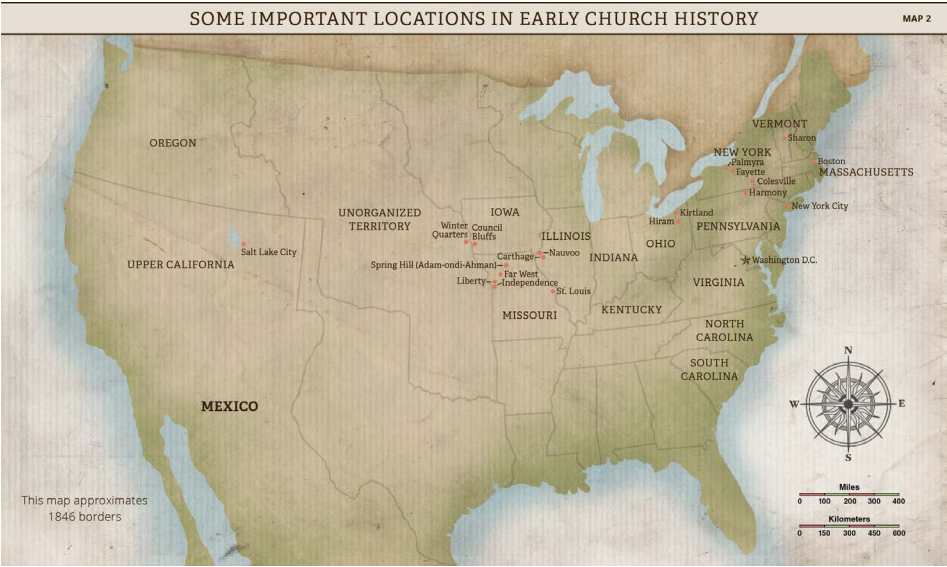 SOME IMPORTANT LOCATIONS IN EARLY CHURCH HISTORY
MAP 2
VERMONT
Sharon
OREGON
NEW YORK
Palmyra
Boston
Fayette
MASSACHUSETTS
Colesville
Harmony
New York City
UNORGANIZED
TERRITORY
IOWA
Kirtland
Hiram
PENNSYLVANIA
Winter
Quarters
Council
Bluffs
ILLINOIS
OHIO
Salt Lake City
Nauvoo
Carthage
INDIANA
Washington D.C.
UPPER CALIFORNIA
Spring Hill (Adam-ondi-Ahman)
Far West
Liberty
Independence
St. Louis
VIRGINIA
MISSOURI
KENTUCKY
NORTH
CAROLINA
SOUTH
CAROLINA
MEXICO
N
W
E
S
This map approximates
1846 borders
Miles
0 100 200 300 400
Kilometers
0 150 300 450 600